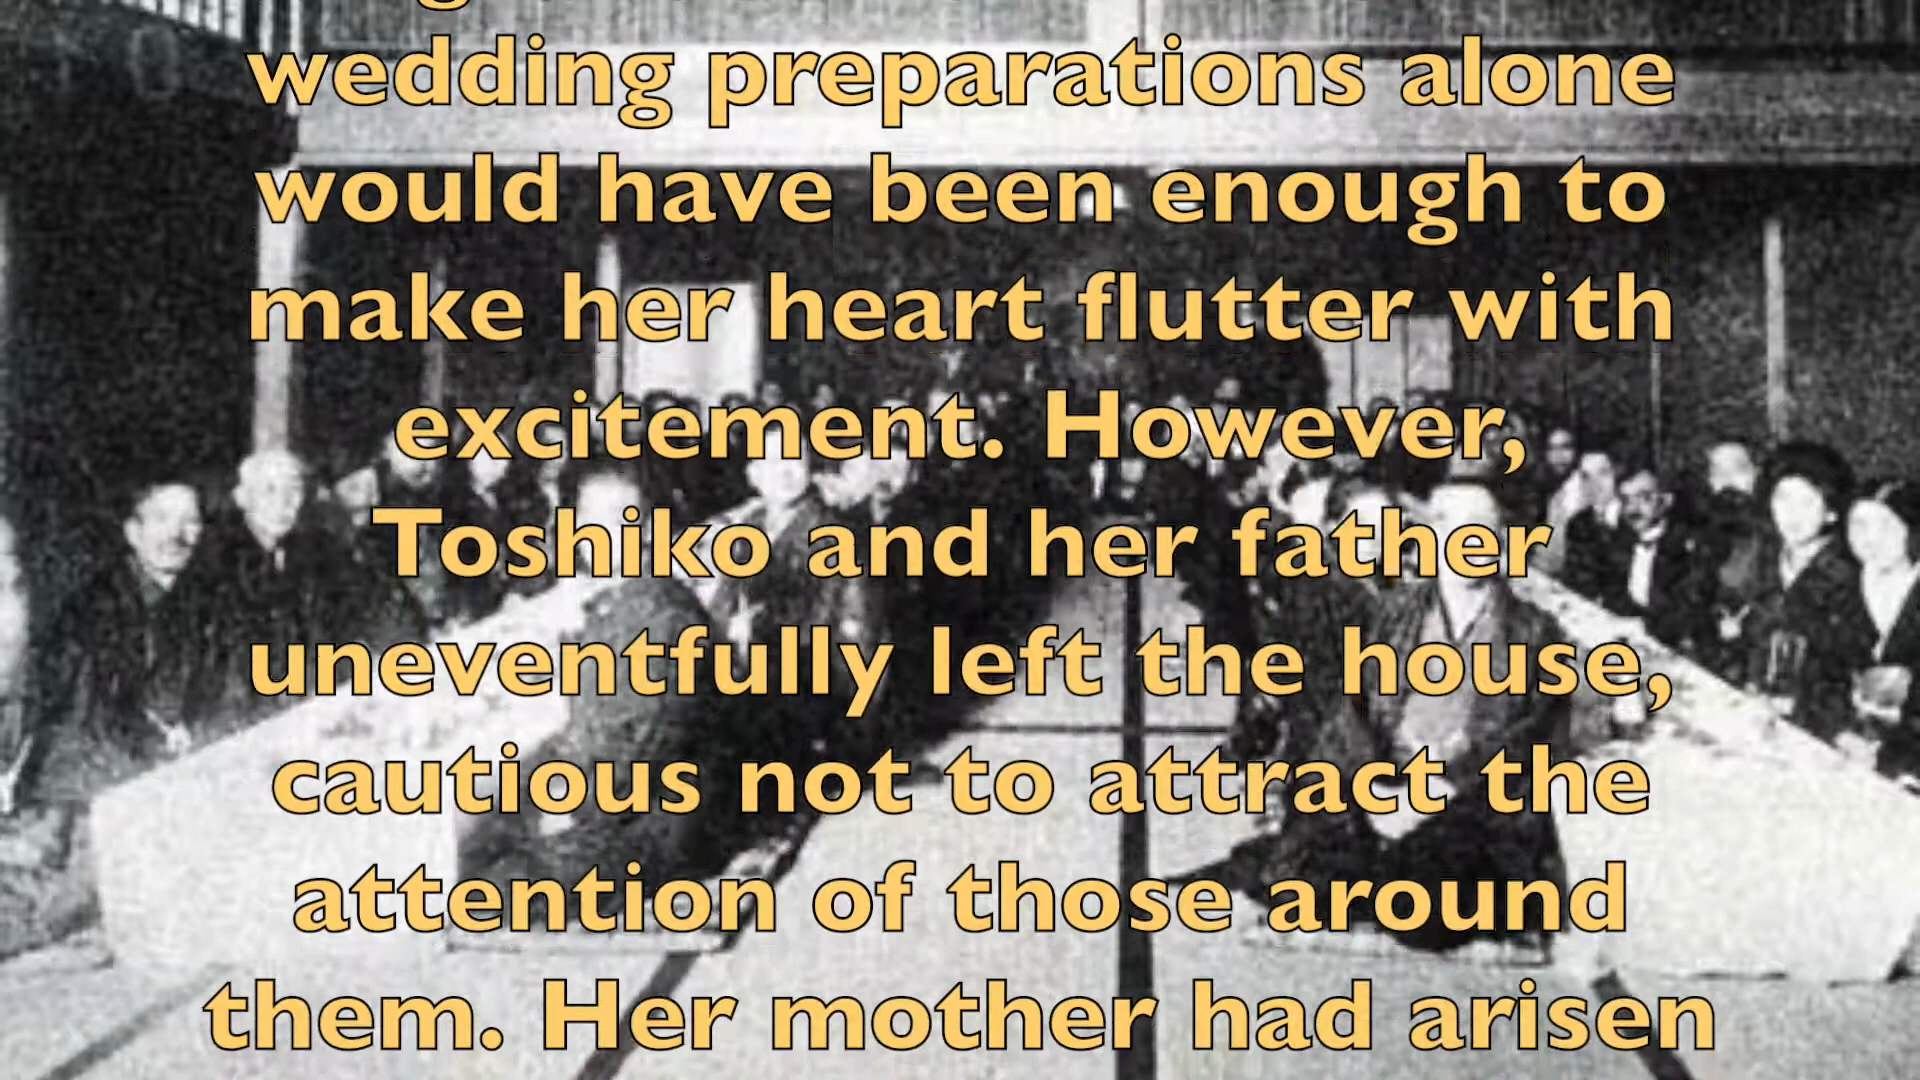 wedding preparations alone
would have been enough to
make her heart flutter with
excitement. However,
Toshiko and her father
uneventfully left the house,
cautious not to attract the
attention of those around
them. Her mother had arisen